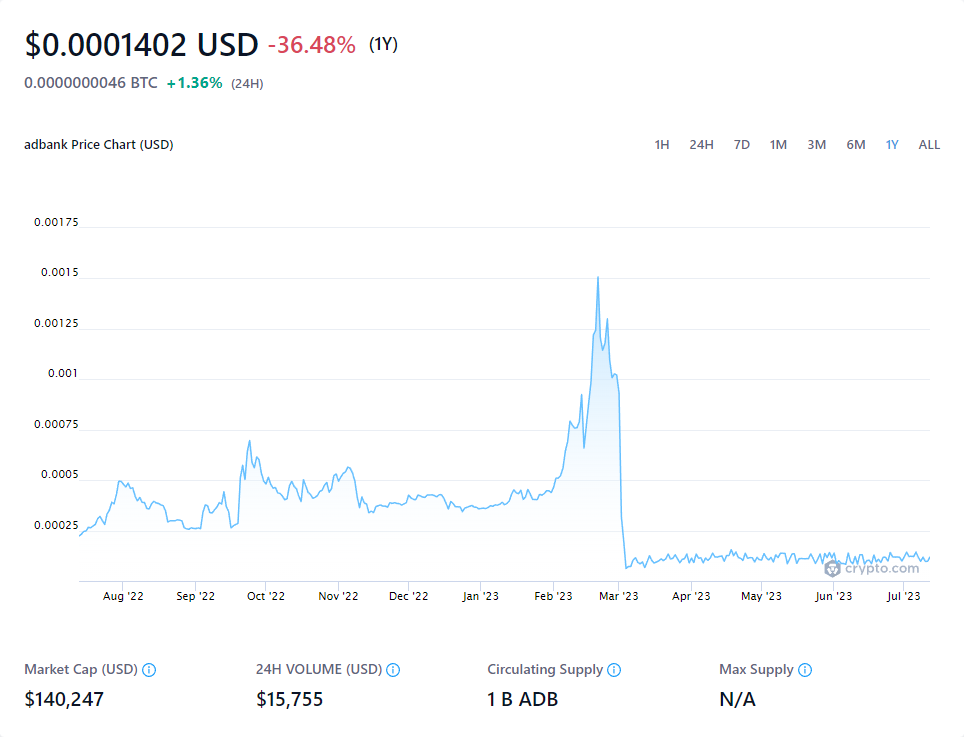 $0.0001402 USD -36.48% (1Y)
0.0000000046 BTC +1.36% (24H)
adbank Price Chart (USD) 1H 24H 7D 1M 3M 6M 1Y ALL
0.00175
0.0015
0.00125
0.001
0.00075
0.0005
0.00025
crypto.com
Aug '22 Sep '22 Oct '22 Nov '22 Dec '22 Jan '23 Feb '23 Mar '23 Apr '23 May '23 Jun '23 Jul '23
Market Cap (USD) 24H VOLUME (USD) Circulating Supply Max Supply
$140,247 $15,755 1 B ADB N/A